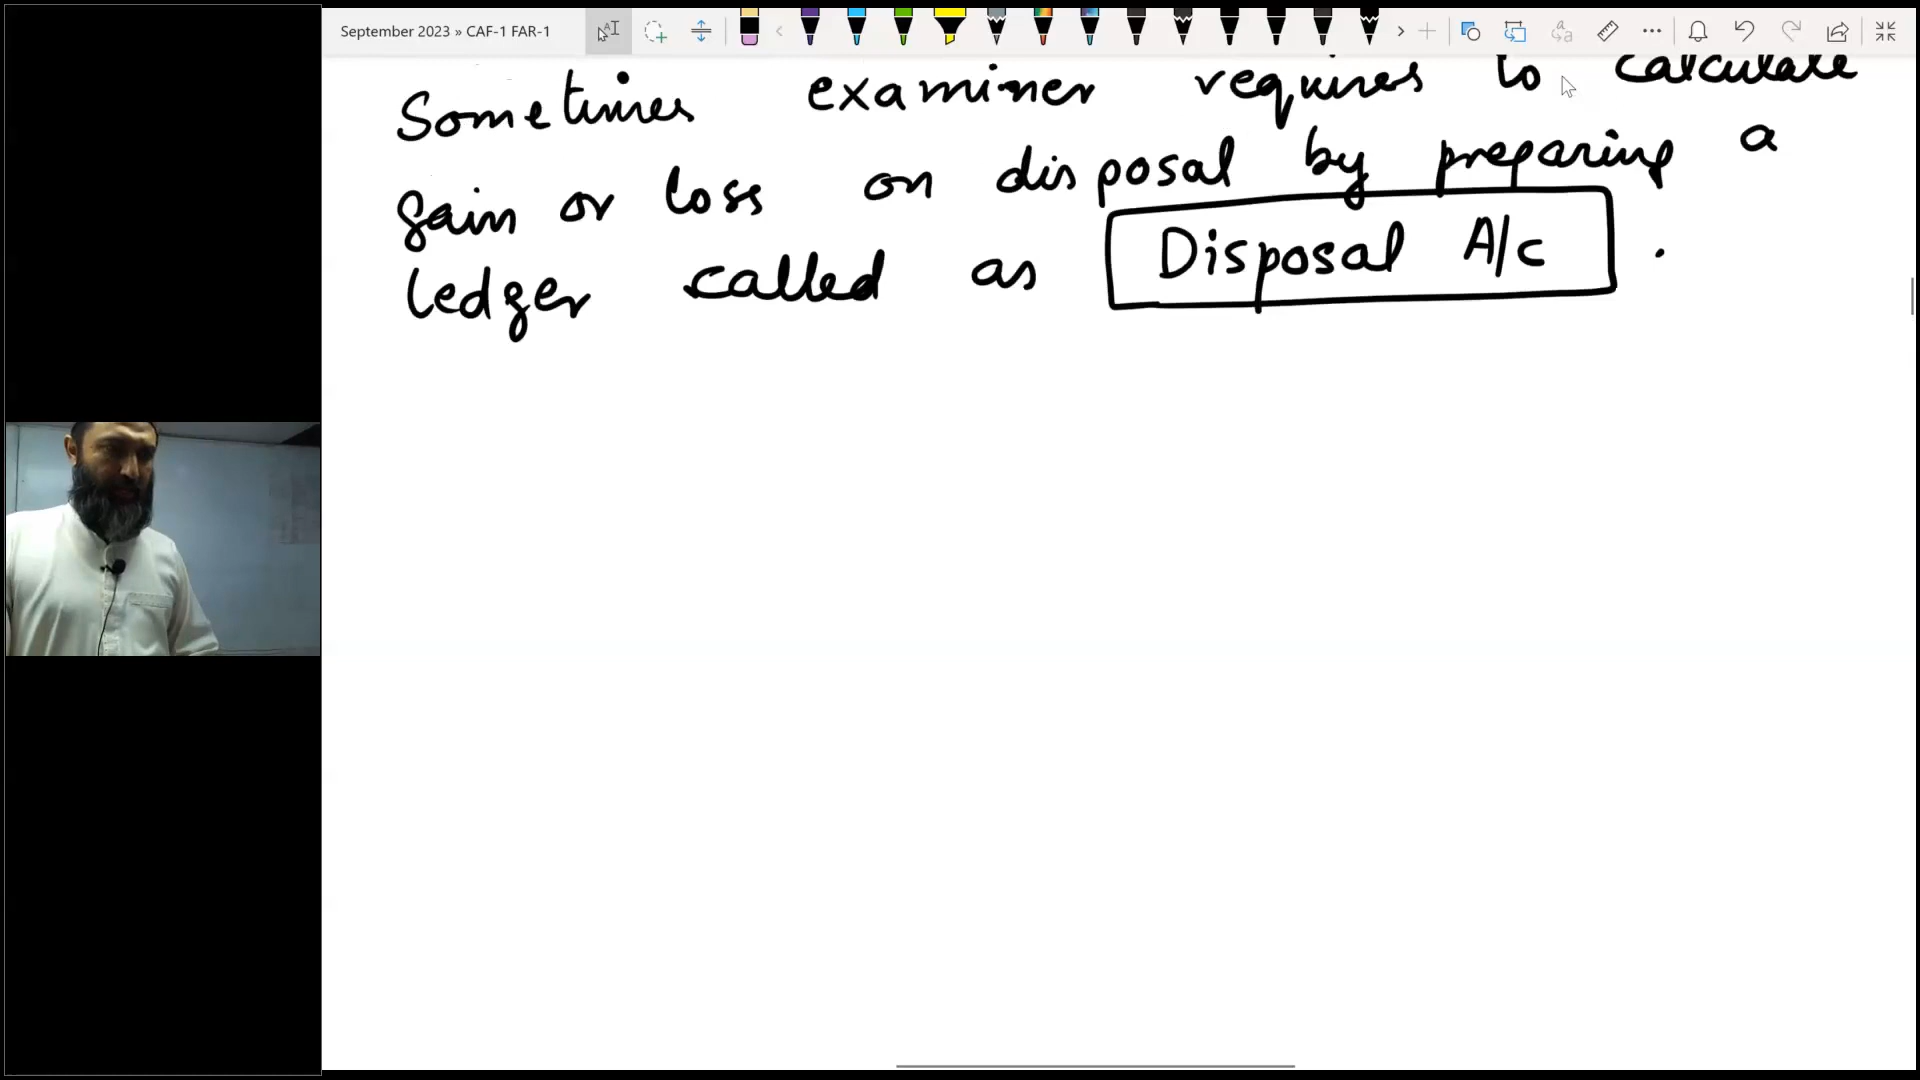 September 2023 » CAF-1 FAR-1
Sometimes examiner requires to calculate
gain or loss on disposal by preparing a
ledger called as Disposal A/c .